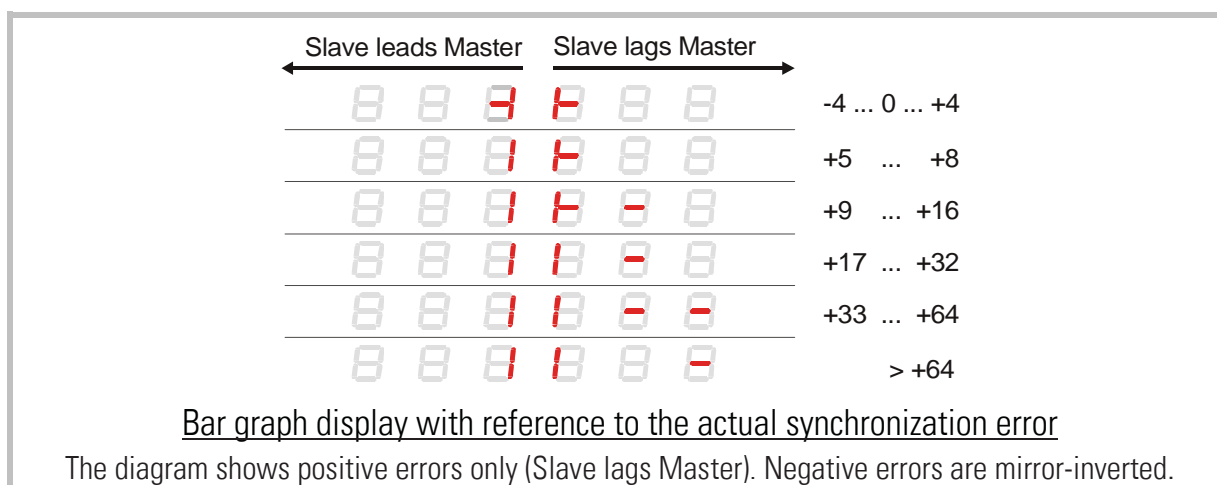 Slave leads Master Slave lags Master
-4 ... 0 ... +4
+5 ... +8
+9 ... +16
+17 ... +32
+33 ... +64
> +64
Bar graph display with reference to the actual synchronization error
The diagram shows positive errors only (Slave lags Master). Negative errors are mirror-inverted.